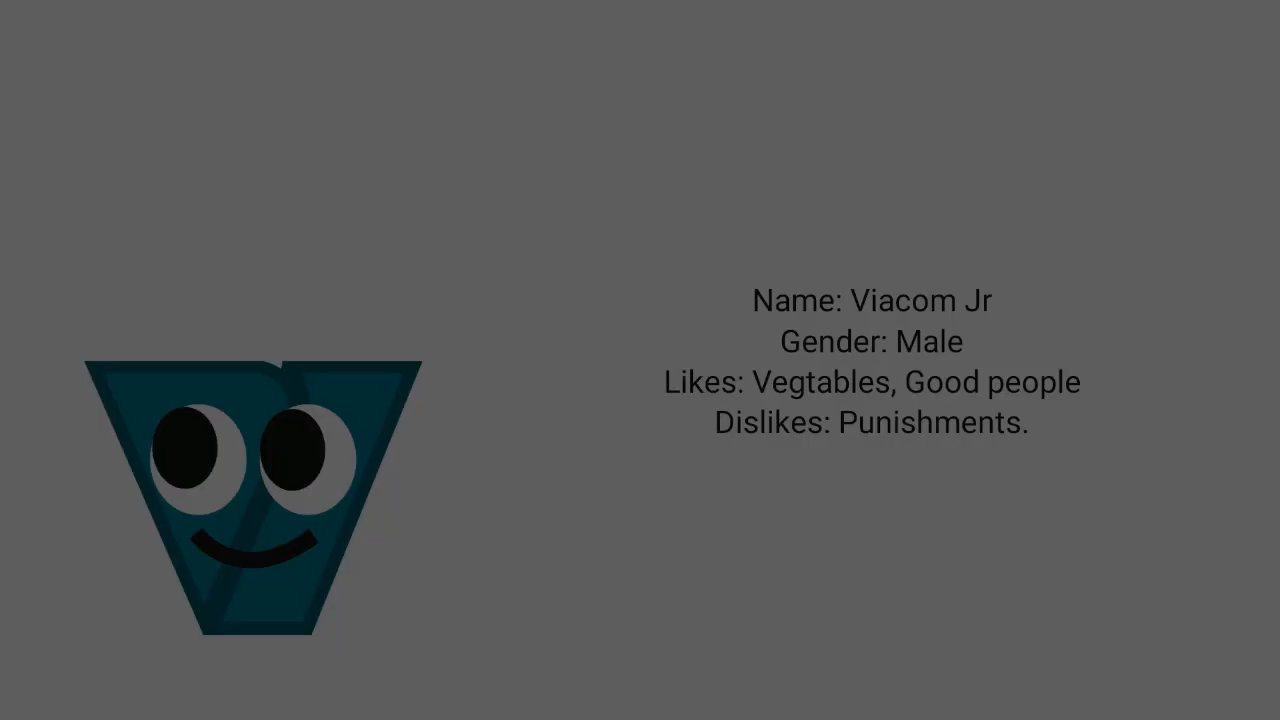 Name: Viacom Jr
Gender: Male
Likes: Vegtables, Good people
Dislikes: Punishments.